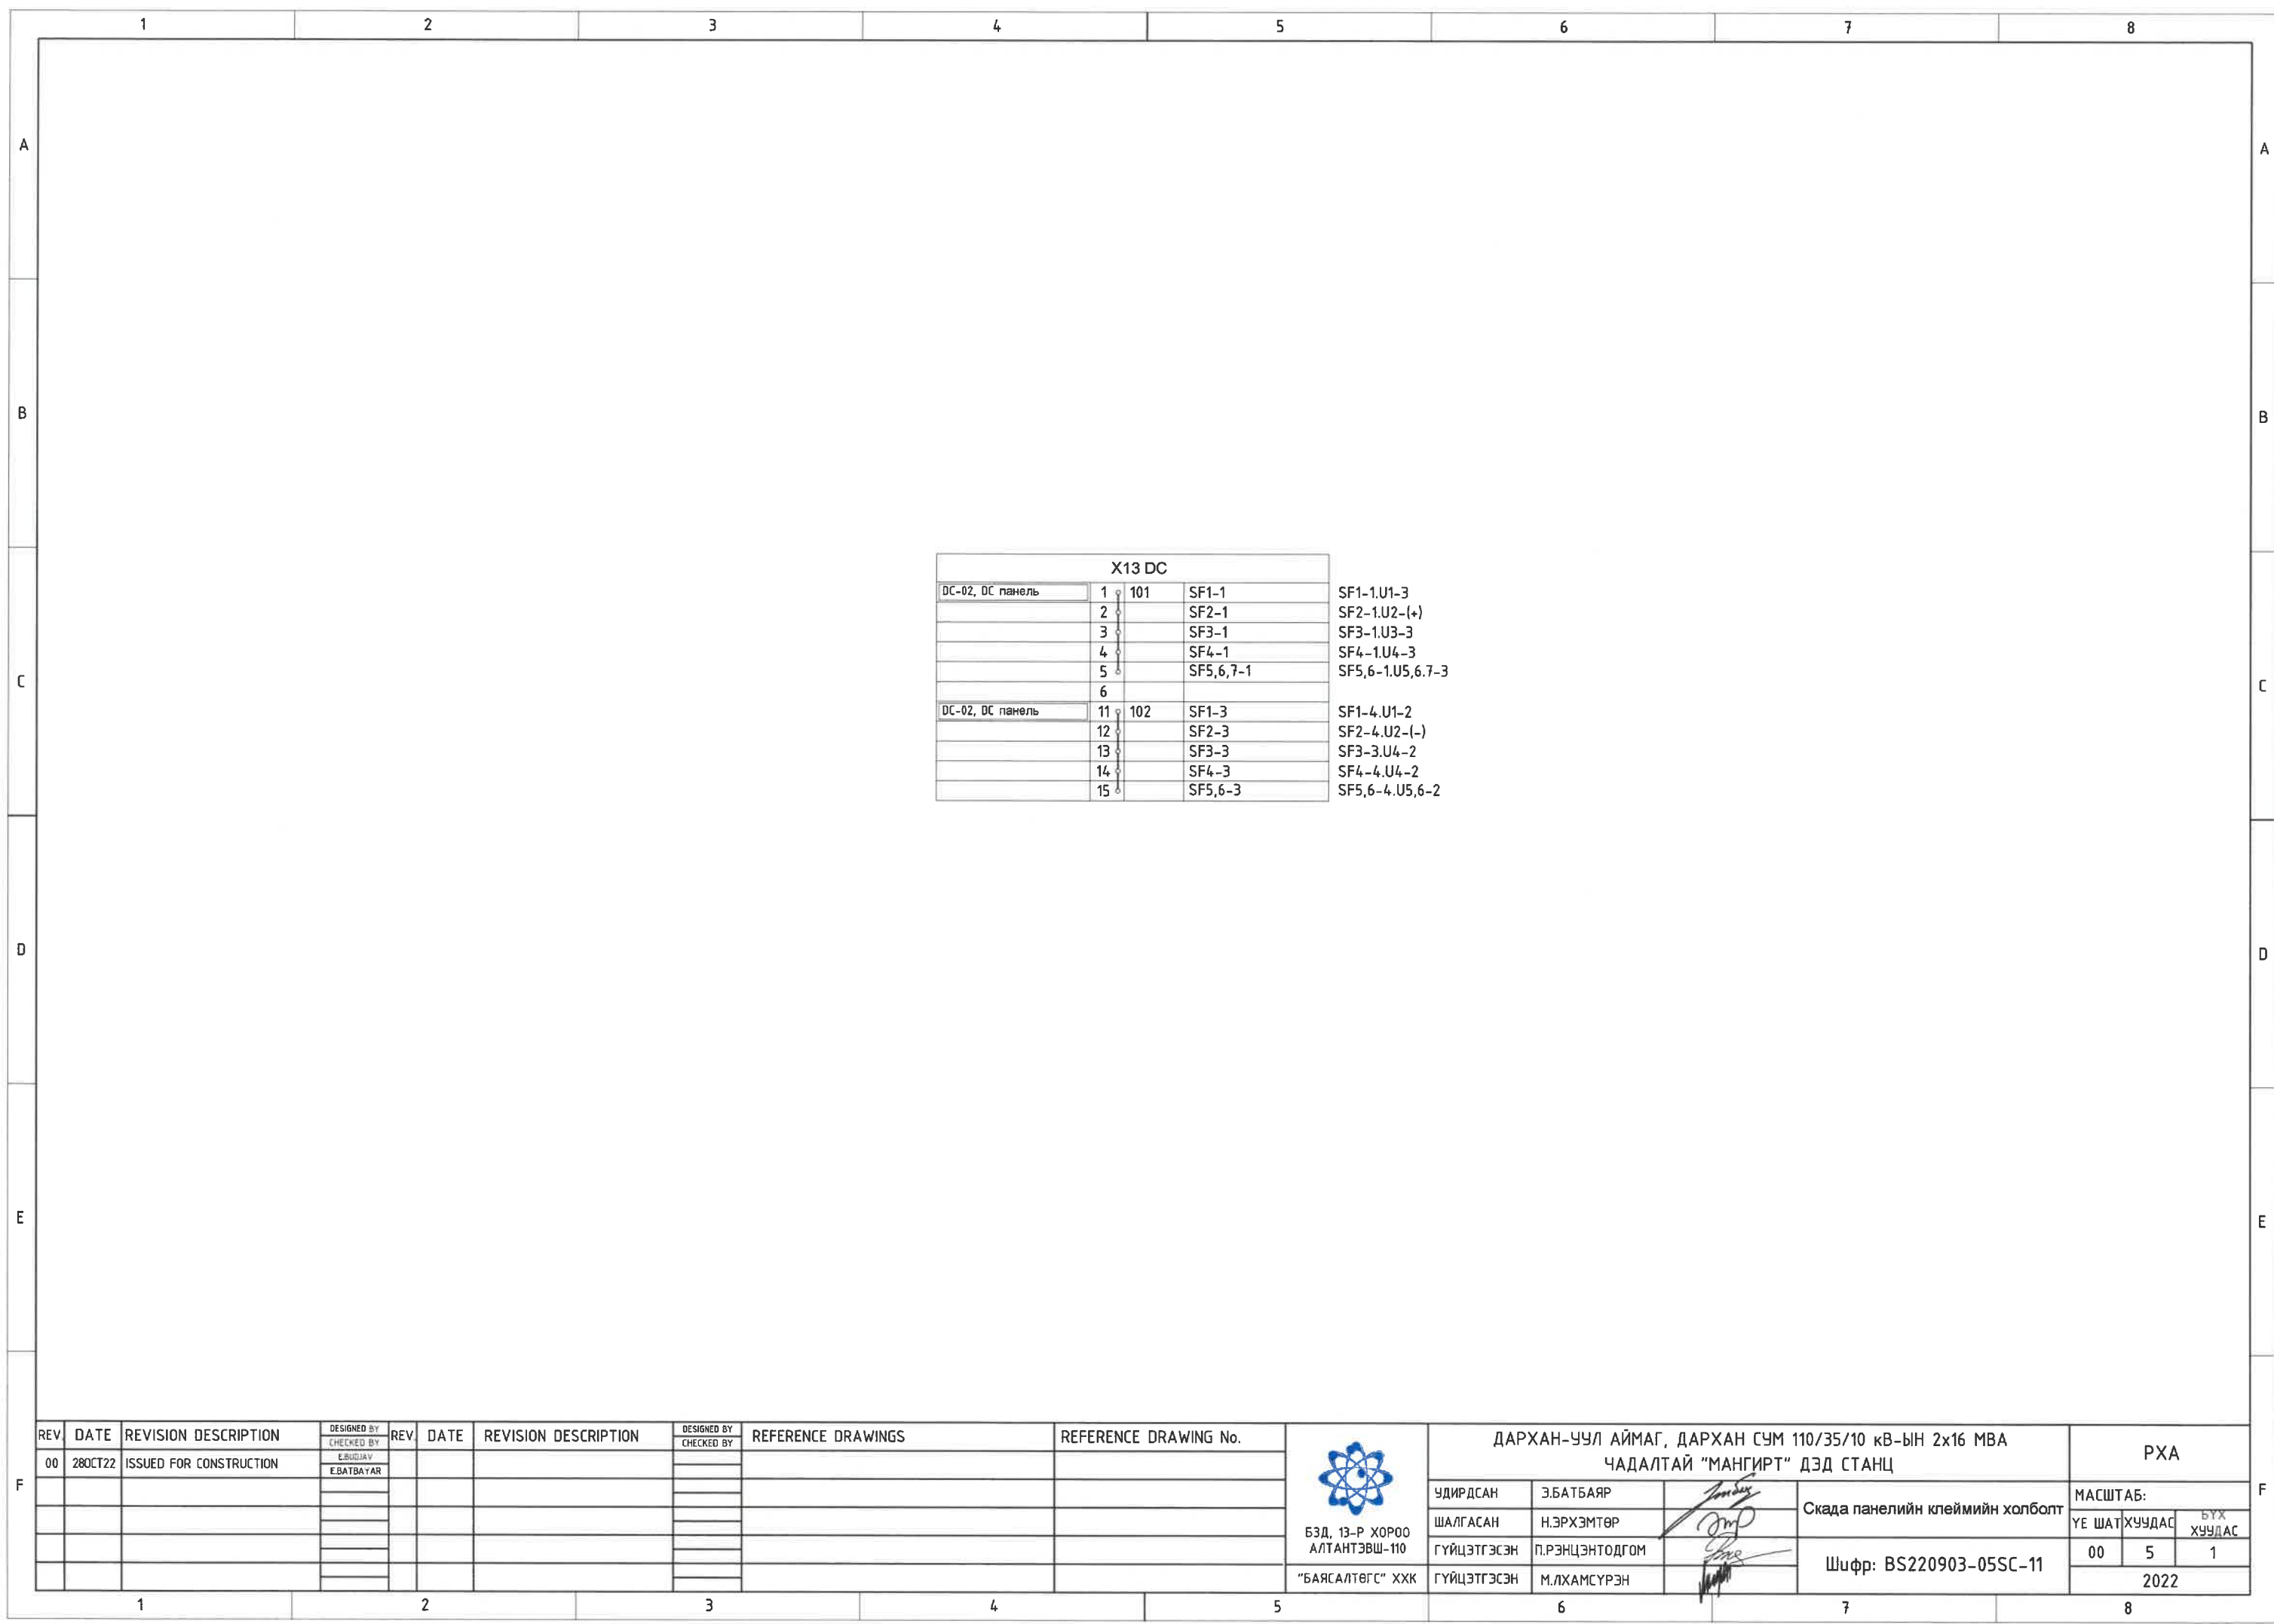 1 2 3 4 5 6 7 8
A A
B B
C C
D D
E E
F F
X13 DC
DC-02, DC панель 1 101 SF1-1 SF1-1.U1-3
2 SF2-1 SF2-1.U2-(+)
3 SF3-1 SF3-1.U3-3
4 SF4-1 SF4-1.U4-3
5 SF5,6,7-1 SF5,6-1.U5,6.7-3
6
DC-02, DC панель 11 102 SF1-3 SF1-4.U1-2
12 SF2-3 SF2-4.U2-(-)
13 SF3-3 SF3-3.U4-2
14 SF4-3 SF4-4.U4-2
15 SF5,6-3 SF5,6-4.U5,6-2
REV. DATE REVISION DESCRIPTION DESIGNED BY CHECKED BY REV. DATE REVISION DESCRIPTION DESIGNED BY CHECKED BY REFERENCE DRAWINGS REFERENCE DRAWING No.
00 28OCT22 ISSUED FOR CONSTRUCTION E.BUDJAV E.BATBAYAR
БЗД, 13-Р ХОРОО
АЛТАНТЭВШ-110
"БАЯСАЛТӨГС" ХХК
ДАРХАН-УУЛ АЙМАГ, ДАРХАН СУМ 110/35/10 кВ-ЫН 2x16 МВА
ЧАДАЛТАЙ "МАНГИРТ" ДЭД СТАНЦ
РХА
УДИРДСАН Э.БАТБАЯР
ШАЛГАСАН Н.ЭРХЭМТӨР
ГҮЙЦЭТГЭСЭН П.РЭНЦЭНТОДГОМ
ГҮЙЦЭТГЭСЭН М.ЛХАМСҮРЭН
Скада панелийн клеймийн холболт
Шифр: BS220903-05SC-11
МАСШТАБ:
ҮЕ ШАТ ХУУДАС БҮХ ХУУДАС
00 5 1
2022
1 2 3 4 5 6 7 8